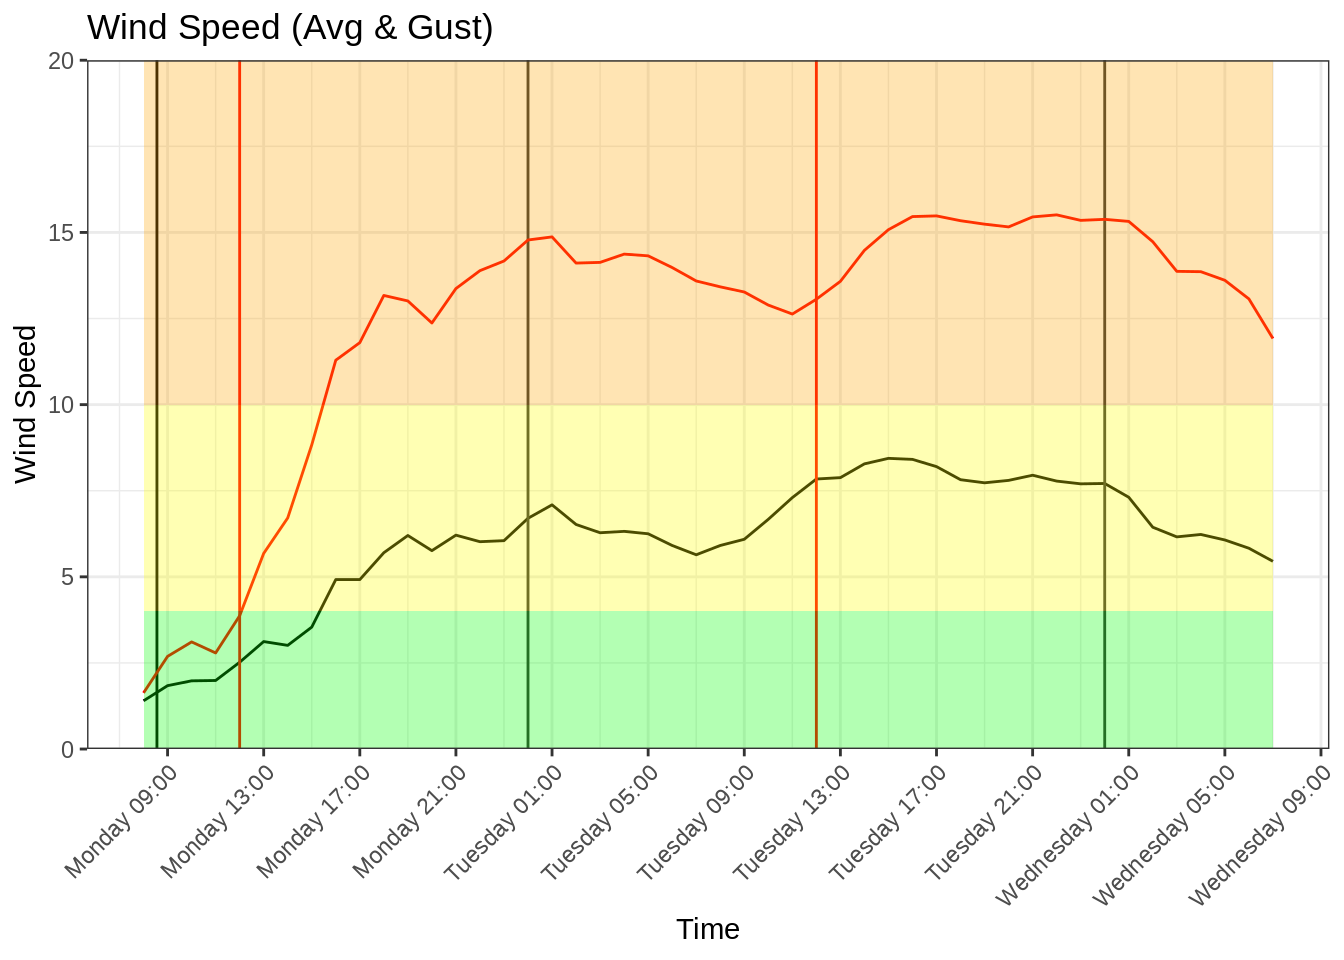 Wind Speed (Avg & Gust)
20
15
10
5
0
Wind Speed
Monday 09:00
Monday 13:00
Monday 17:00
Monday 21:00
Tuesday 01:00
Tuesday 05:00
Tuesday 09:00
Tuesday 13:00
Tuesday 17:00
Tuesday 21:00
Wednesday 01:00
Wednesday 05:00
Wednesday 09:00
Time